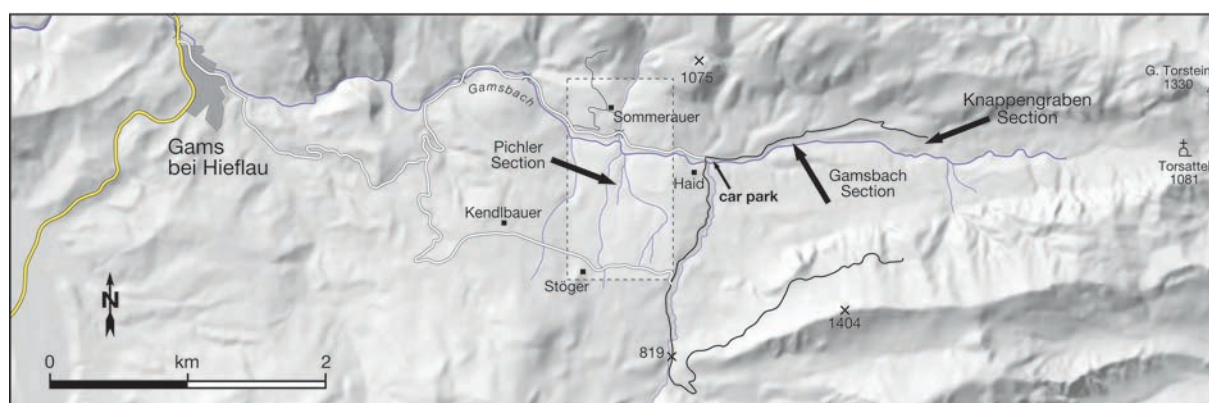 1075
G. Torstein
1330
Knappengraben
Section
Gamsbach
Sommerauer
Gams
bei Hieflau
Pichler
Section
Torsattel
1081
Haid
car park
Gamsbach
Section
Kendlbauer
Stöger
N
1404
819
0
km
2